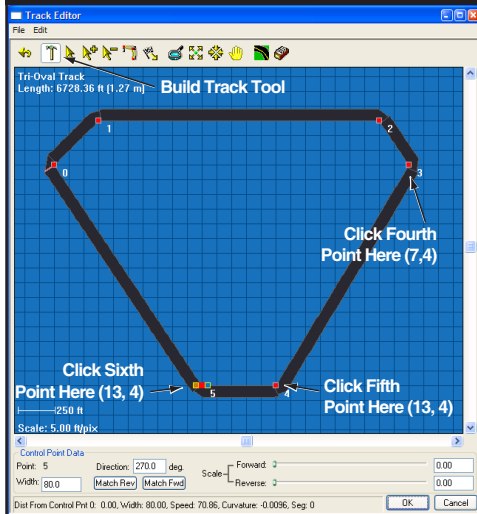 Track Editor
File Edit
Build Track Tool
Tri-Oval Track
Length: 6728.36 ft (1.27 m)
1
2
0
3
Click Fourth
Point Here (7,4)
Click Sixth
Point Here (13, 4)
5
4
Click Fifth
Point Here (13, 4)
250 ft
Scale: 5.00 ft/pix
Control Point Data
Point: 5
Direction: 270.0 deg.
Scale
Forward: 0.00
Width: 80.0
Match Rev
Match Fwd
Reverse: 0.00
Dist From Control Pnt 0: 0.00, Width: 80.00, Speed: 70.86, Curvature: -0.0096, Seg: 0
OK
Cancel